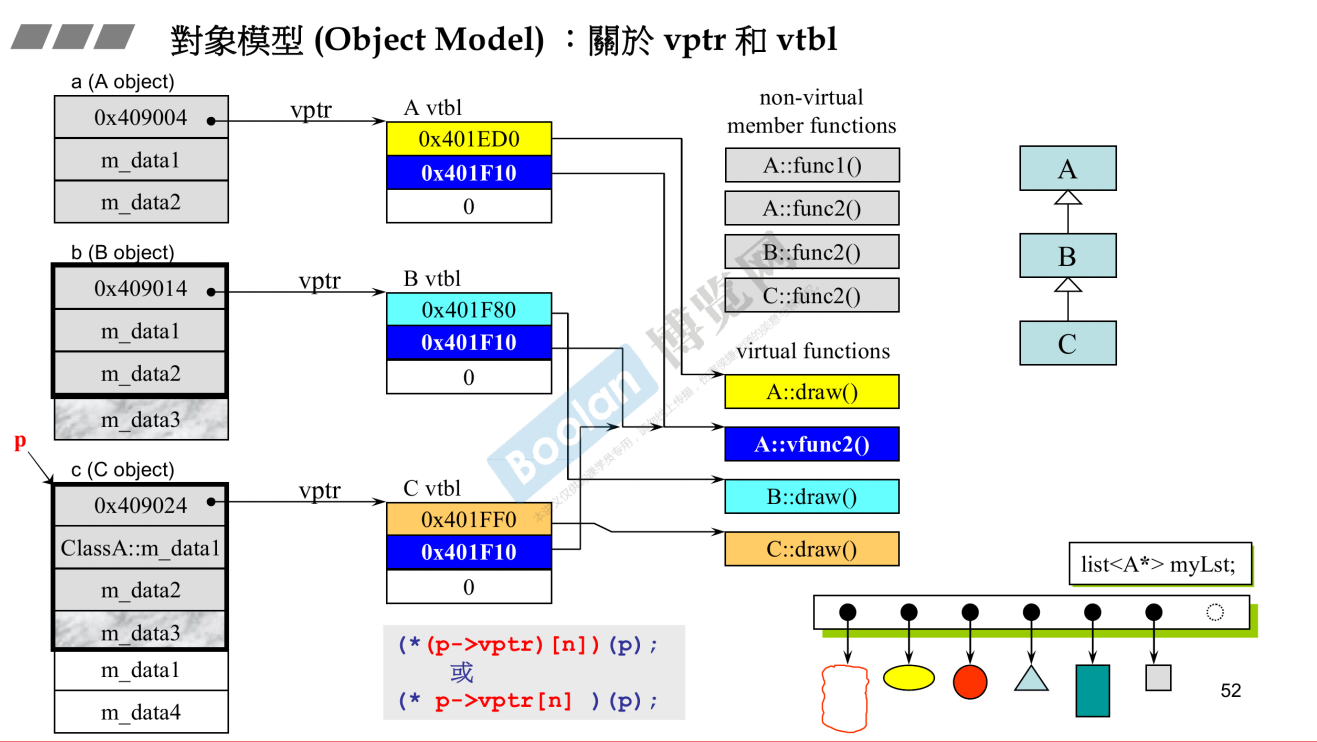 對象模型 (Object Model) ：關於 vptr 和 vtbl
a (A object)
0x409004
m_data1
m_data2
vptr
A vtbl
0x401ED0
0x401F10
0
b (B object)
0x409014
m_data1
m_data2
m_data3
vptr
B vtbl
0x401F80
0x401F10
0
p
c (C object)
0x409024
ClassA::m_data1
m_data2
m_data3
m_data1
m_data4
vptr
C vtbl
0x401FF0
0x401F10
0
(*(p->vptr)[n])(p);
或
(* p->vptr[n] )(p);
non-virtual
member functions
A::func1()
A::func2()
B::func2()
C::func2()
virtual functions
A::draw()
A::vfunc2()
B::draw()
C::draw()
A
B
C
list<A*> myLst;
52
Boolan 博览网